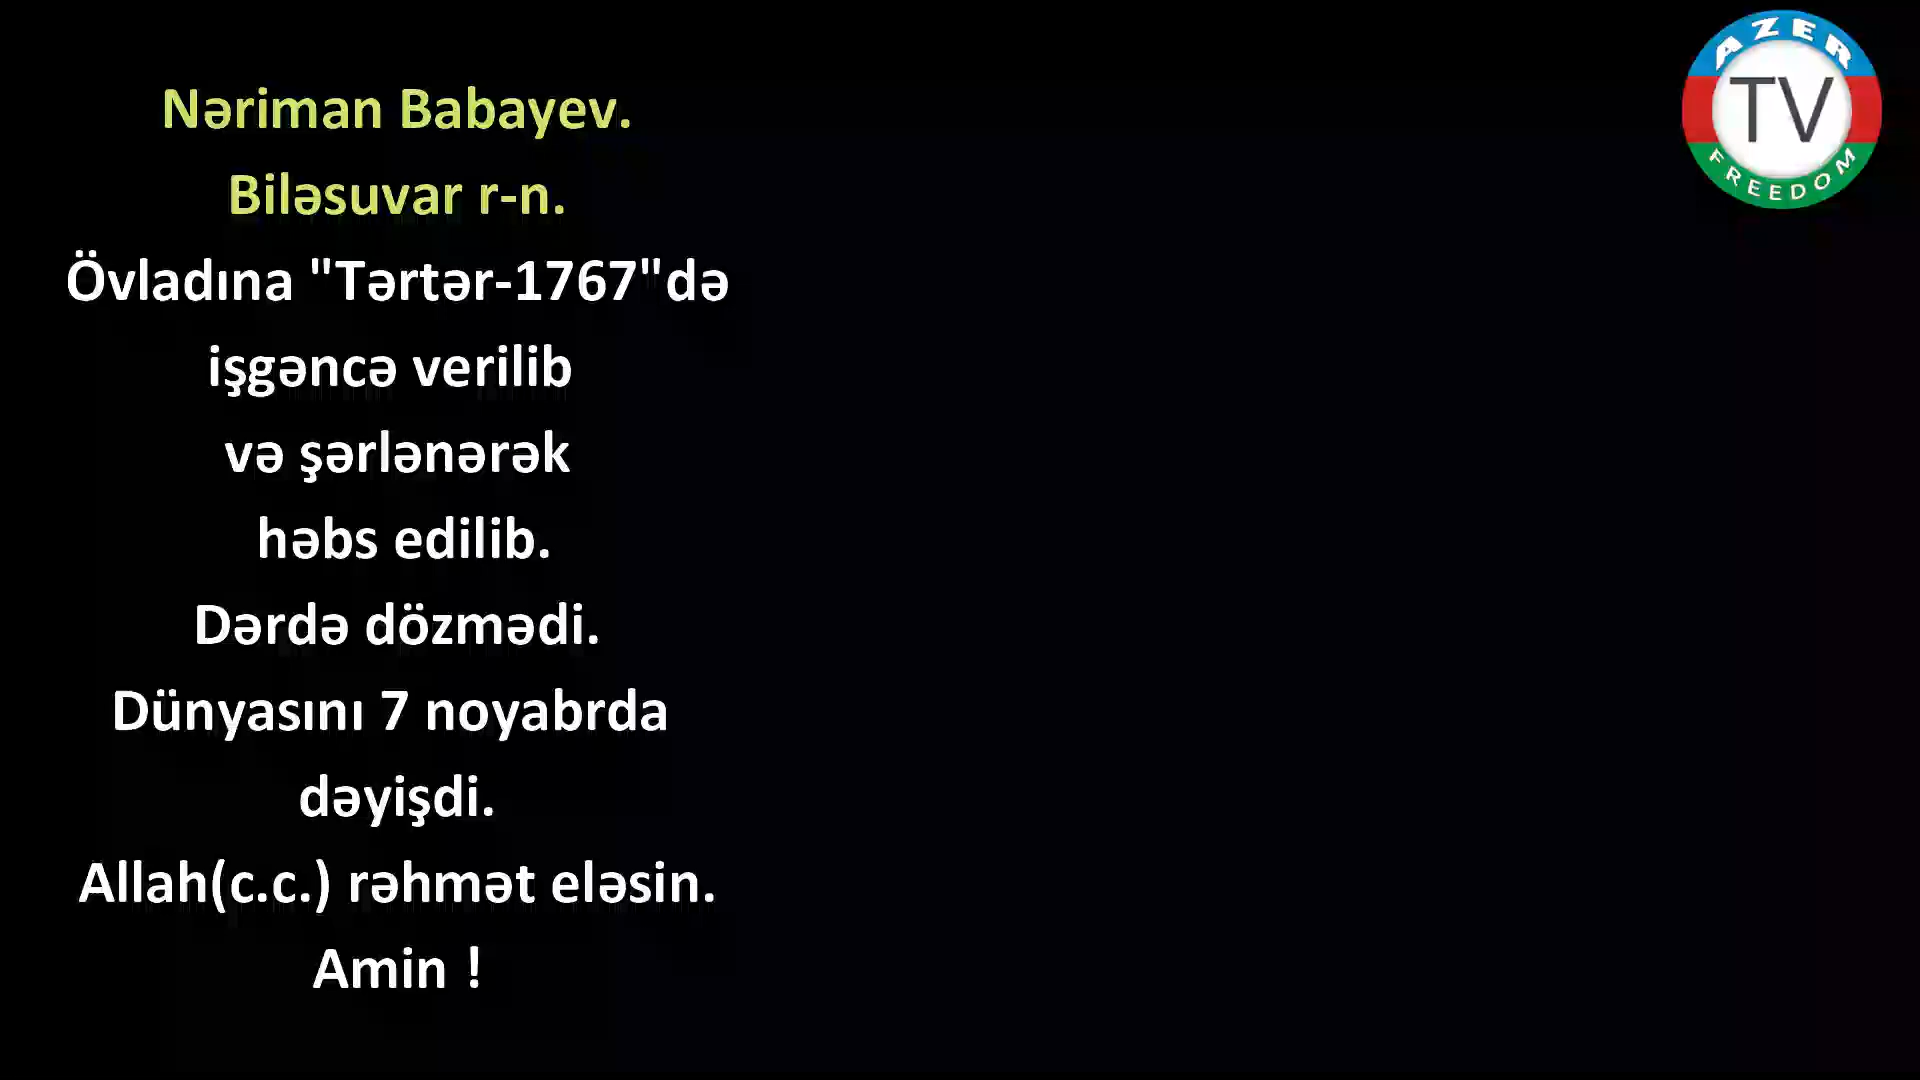 Nəriman Babayev.
Biləsuvar r-n.
Övladına "Tərtər-1767"də
işgəncə verilib
və şərlənərək
həbs edilib.
Dərdə dözmədi.
Dünyasını 7 noyabrda
dəyişdi.
Allah(c.c.) rəhmət eləsin.
Amin !
AZER
TV
FREEDOM